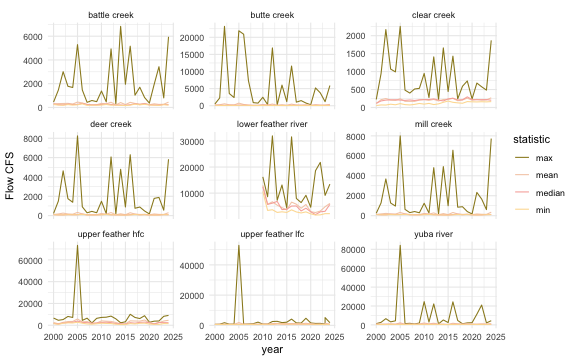 battle creek
butte creek
clear creek
6000
4000
2000
0
20000
15000
10000
5000
0
2000
1500
1000
500
0
deer creek
lower feather river
mill creek
8000
6000
4000
2000
0
30000
20000
10000
8000
6000
4000
2000
0
upper feather hfc
upper feather lfc
yuba river
60000
40000
20000
0
40000
20000
0
80000
60000
40000
20000
0
2000 2005 2010 2015 2020 2025
2000 2005 2010 2015 2020 2025
2000 2005 2010 2015 2020 2025
Flow CFS
year
statistic
max
mean
median
min